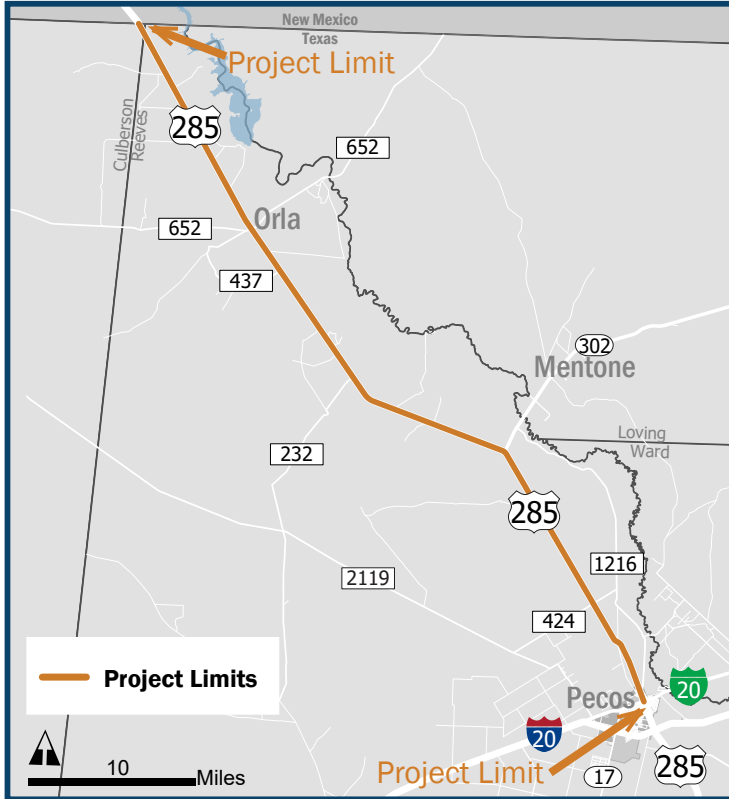 New Mexico
Texas
Project Limit
Culberson
Reeves
285
652
Orla
652
437
302
Mentone
Loving
Ward
232
285
1216
2119
424
Project Limits
Pecos
20
20
10
Miles
Project Limit
17
285